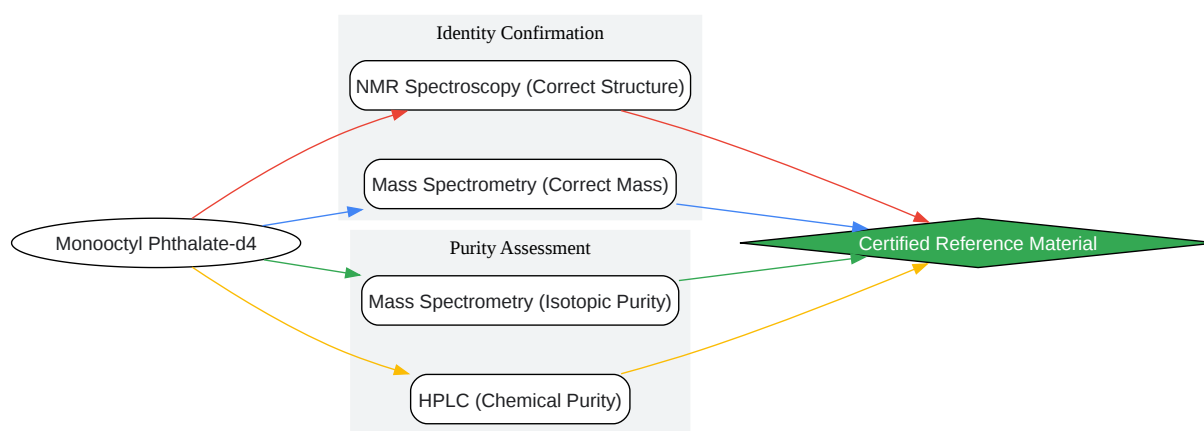 Identity Confirmation
NMR Spectroscopy (Correct Structure)
Mass Spectrometry (Correct Mass)
Monooctyl Phthalate-d4
Certified Reference Material
Purity Assessment
Mass Spectrometry (Isotopic Purity)
HPLC (Chemical Purity)